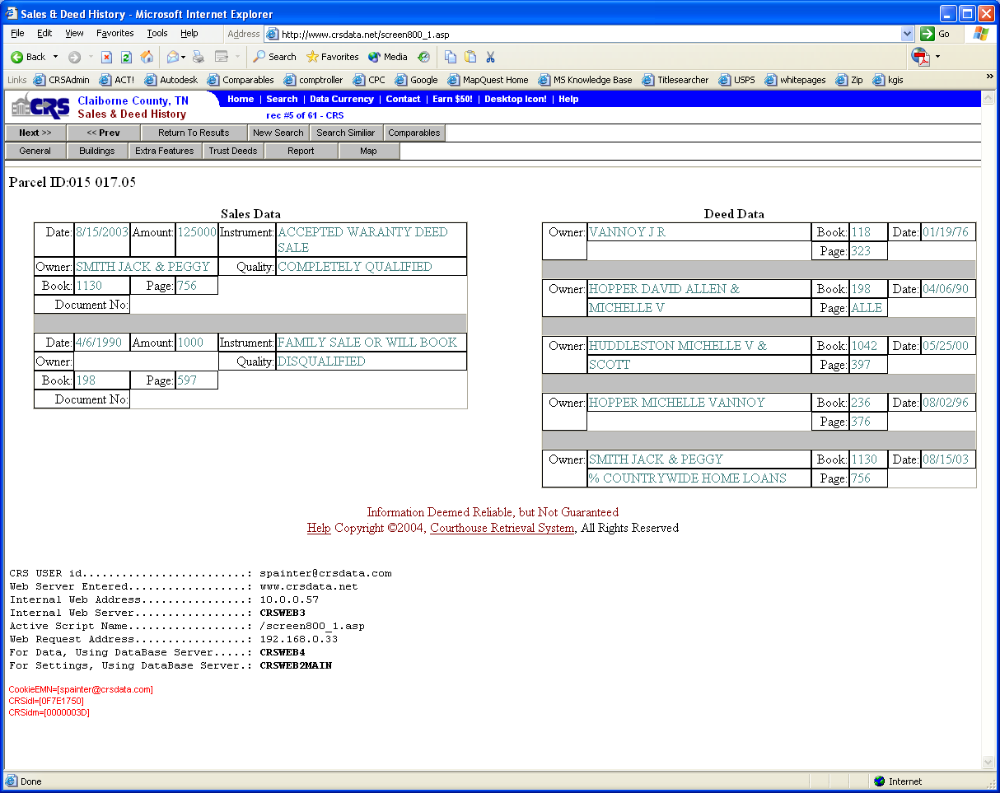 Sales & Deed History - Microsoft Internet Explorer
File Edit View Favorites Tools Help Address http://www.crsdata.net/screen800_1.asp Go
Back Search Favorites Media
Links CRSAdmin ACT! Autodesk Comparables comptroller CPC Google MapQuest Home MS Knowledge Base Titlesearcher USPS whitepages Zip kgis »
CRS Claiborne County, TN Home | Search | Data Currency | Contact | Earn $50! | Desktop Icon! | Help
Sales & Deed History rec #5 of 61 - CRS
Next >> << Prev Return To Results New Search Search Similiar Comparables
General Buildings Extra Features Trust Deeds Report Map
Parcel ID:015 017.05
Sales Data
Date: 8/15/2003 Amount: 125000 Instrument: ACCEPTED WARANTY DEED
SALE
Owner: SMITH JACK & PEGGY Quality: COMPLETELY QUALIFIED
Book: 1130 Page: 756
Document No:
Date: 4/6/1990 Amount: 1000 Instrument: FAMILY SALE OR WILL BOOK
Owner: Quality: DISQUALIFIED
Book: 198 Page: 597
Document No:
Deed Data
Owner: VANNOY J R Book: 118 Date: 01/19/76
Page: 323
Owner: HOPPER DAVID ALLEN & Book: 198 Date: 04/06/90
MICHELLE V Page: ALLE
Owner: HUDDLESTON MICHELLE V & Book: 1042 Date: 05/25/00
SCOTT Page: 397
Owner: HOPPER MICHELLE VANNOY Book: 236 Date: 08/02/96
Page: 376
Owner: SMITH JACK & PEGGY Book: 1130 Date: 08/15/03
% COUNTRYWIDE HOME LOANS Page: 756
Information Deemed Reliable, but Not Guaranteed
Help Copyright ©2004, Courthouse Retrieval System, All Rights Reserved
CRS USER id.........................: spainter@crsdata.com
Web Server Entered..................: www.crsdata.net
Internal Web Address................: 10.0.0.57
Internal Web Server.................: CRSWEB3
Active Script Name..................: /screen800_1.asp
Web Request Address.................: 192.168.0.33
For Data, Using DataBase Server.....: CRSWEB4
For Settings, Using DataBase Server.: CRSWEB2MAIN
CookieEMN=[spainter@crsdata.com]
CRSidl=[0F7E1750]
CRSidm=[0000003D]
Done Internet